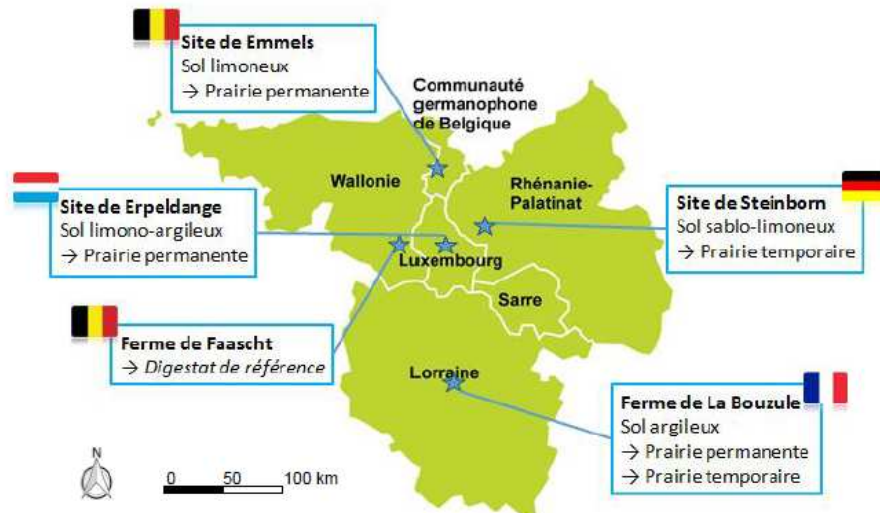 Site de Emmels
Sol limoneux
→ Prairie permanente
Communauté
germanophone
de Belgique
Wallonie
Rhénanie-
Palatinat
Site de Erpeldange
Sol limono-argileux
→ Prairie permanente
Site de Steinborn
Sol sablo-limoneux
→ Prairie temporaire
Luxembourg
Sarre
Ferme de Faascht
→ Digestat de référence
Lorraine
Ferme de La Bouzule
Sol argileux
→ Prairie permanente
→ Prairie temporaire
N
0 50 100 km